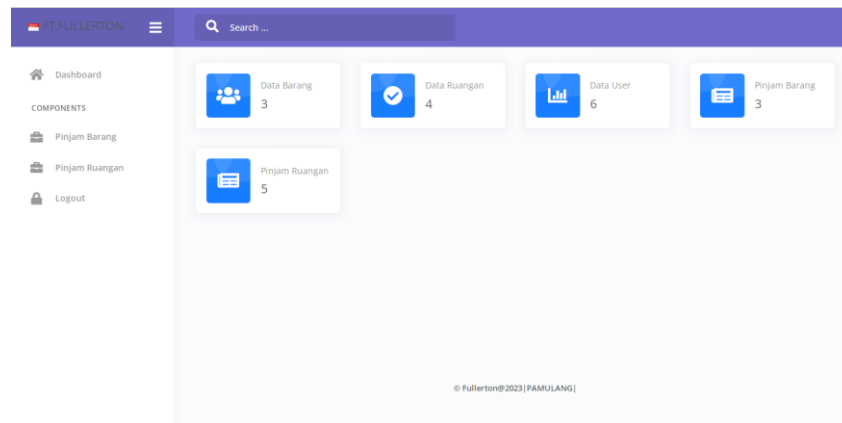 PT.FULLERTON
Search ...
Dashboard
COMPONENTS
Pinjam Barang
Pinjam Ruangan
Logout
Data Barang
3
Data Ruangan
4
Data User
6
Pinjam Barang
3
Pinjam Ruangan
5
© Fullerton@2023|PAMULANG|